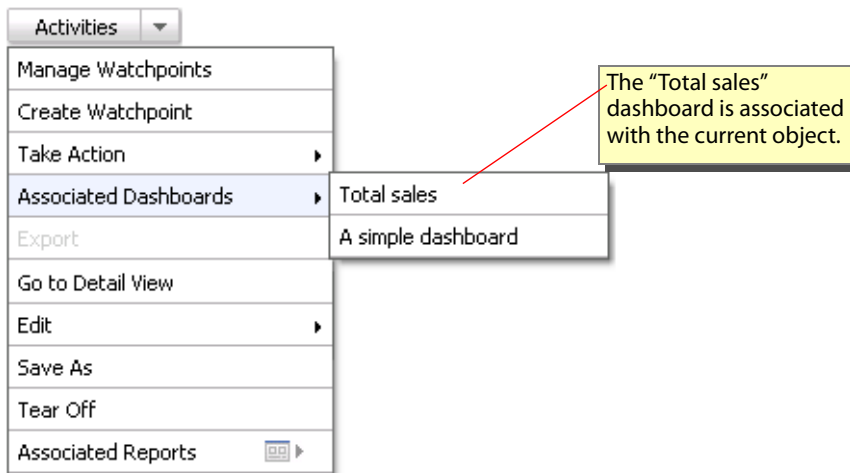 Activities
Manage Watchpoints
Create Watchpoint
Take Action
Associated Dashboards
Export
Go to Detail View
Edit
Save As
Tear Off
Associated Reports
Total sales
A simple dashboard
The “Total sales”
dashboard is associated
with the current object.